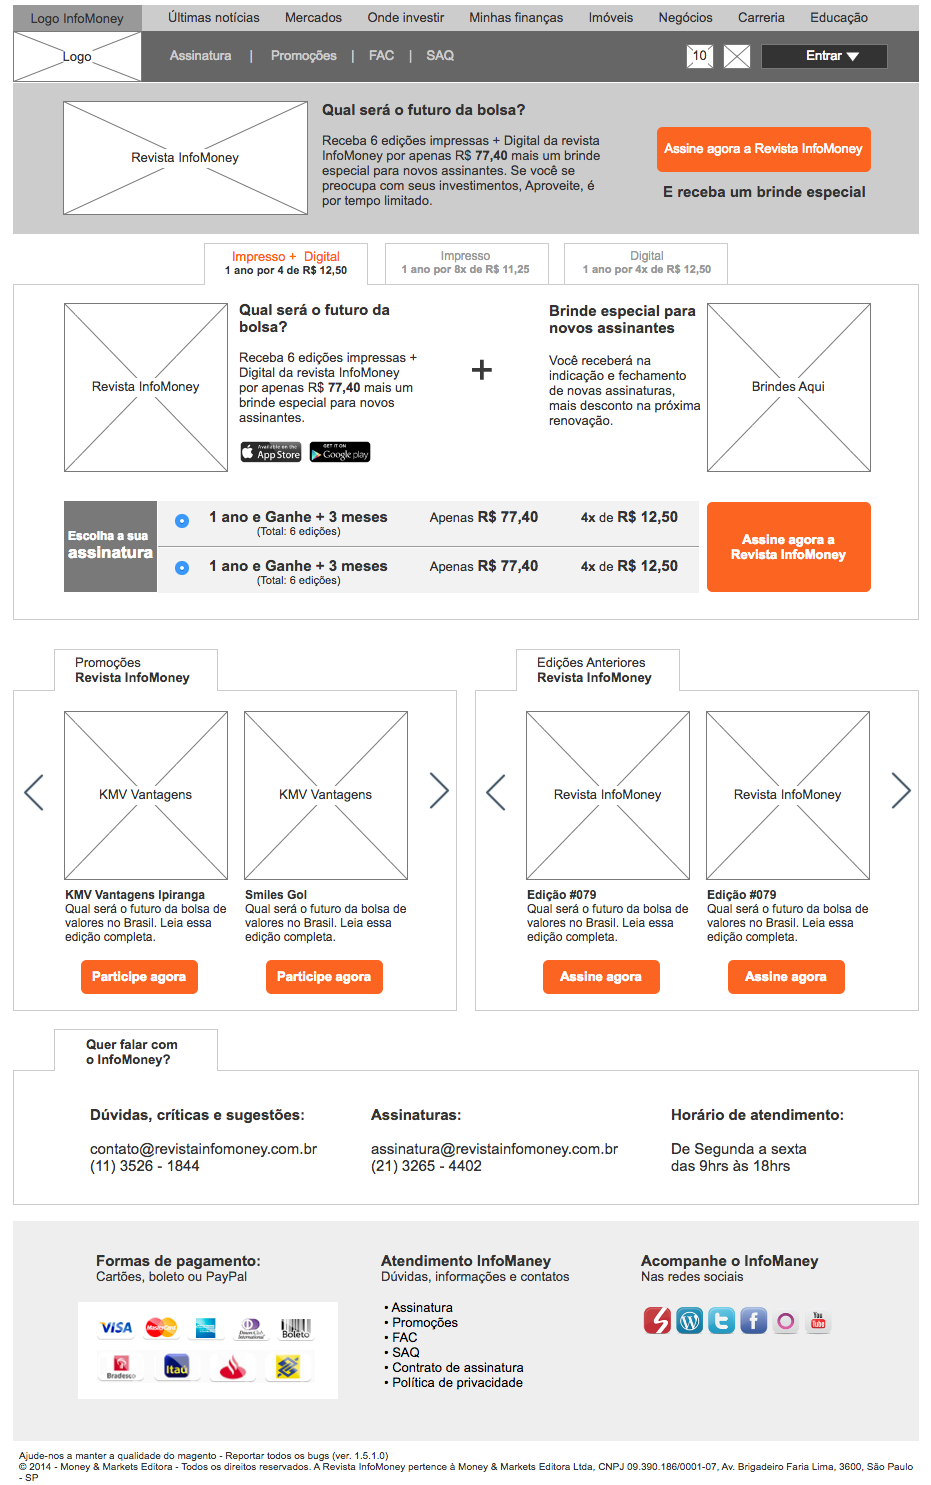 Logo InfoMoney Últimas notícias Mercados Onde investir Minhas finanças Imóveis Negócios Carreria Educação
Logo Assinatura | Promoções | FAC | SAQ 10 Entrar
Revista InfoMoney
Qual será o futuro da bolsa?
Receba 6 edições impressas + Digital da revista
InfoMoney por apenas R$ 77,40 mais um brinde
especial para novos assinantes. Se você se
preocupa com seus investimentos, Aproveite, é
por tempo limitado.
Assine agora a Revista InfoMoney
E receba um brinde especial
Impresso + Digital
1 ano por 4 de R$ 12,50
Impresso
1 ano por 8x de R$ 11,25
Digital
1 ano por 4x de R$ 12,50
Revista InfoMoney
Qual será o futuro da
bolsa?
Receba 6 edições impressas +
Digital da revista InfoMoney
por apenas R$ 77,40 mais um
brinde especial para novos
assinantes.
Available on the
App Store
GET IT ON
Google play
+
Brinde especial para
novos assinantes
Você receberá na
indicação e fechamento
de novas assinaturas,
mais desconto na próxima
renovação.
Brindes Aqui
Escolha a sua
assinatura
1 ano e Ganhe + 3 meses Apenas R$ 77,40 4x de R$ 12,50
(Total: 6 edições)
1 ano e Ganhe + 3 meses Apenas R$ 77,40 4x de R$ 12,50
(Total: 6 edições)
Assine agora a
Revista InfoMoney
Promoções
Revista InfoMoney
KMV Vantagens
KMV Vantagens Ipiranga
Qual será o futuro da bolsa de
valores no Brasil. Leia essa
edição completa.
Participe agora
KMV Vantagens
Smiles Gol
Qual será o futuro da bolsa de
valores no Brasil. Leia essa
edição completa.
Participe agora
Edições Anteriores
Revista InfoMoney
Revista InfoMoney
Edição #079
Qual será o futuro da bolsa de
valores no Brasil. Leia essa
edição completa.
Assine agora
Revista InfoMoney
Edição #079
Qual será o futuro da bolsa de
valores no Brasil. Leia essa
edição completa.
Assine agora
Quer falar com
o InfoMoney?
Dúvidas, críticas e sugestões:
contato@revistainfomoney.com.br
(11) 3526 - 1844
Assinaturas:
assinatura@revistainfomoney.com.br
(21) 3265 - 4402
Horário de atendimento:
De Segunda a sexta
das 9hrs às 18hrs
Formas de pagamento:
Cartões, boleto ou PayPal
VISA MasterCard Diners Club International Boleto
Bradesco Itaú
Atendimento InfoManey
Dúvidas, informações e contatos
• Assinatura
• Promoções
• FAC
• SAQ
• Contrato de assinatura
• Política de privacidade
Acompanhe o InfoManey
Nas redes sociais
You
Tube
Ajude-nos a manter a qualidade do magento - Reportar todos os bugs (ver. 1.5.1.0)
© 2014 - Money & Markets Editora - Todos os direitos reservados. A Revista InfoMoney pertence à Money & Markets Editora Ltda, CNPJ 09.390.186/0001-07, Av. Brigadeiro Faria Lima, 3600, São Paulo
- SP